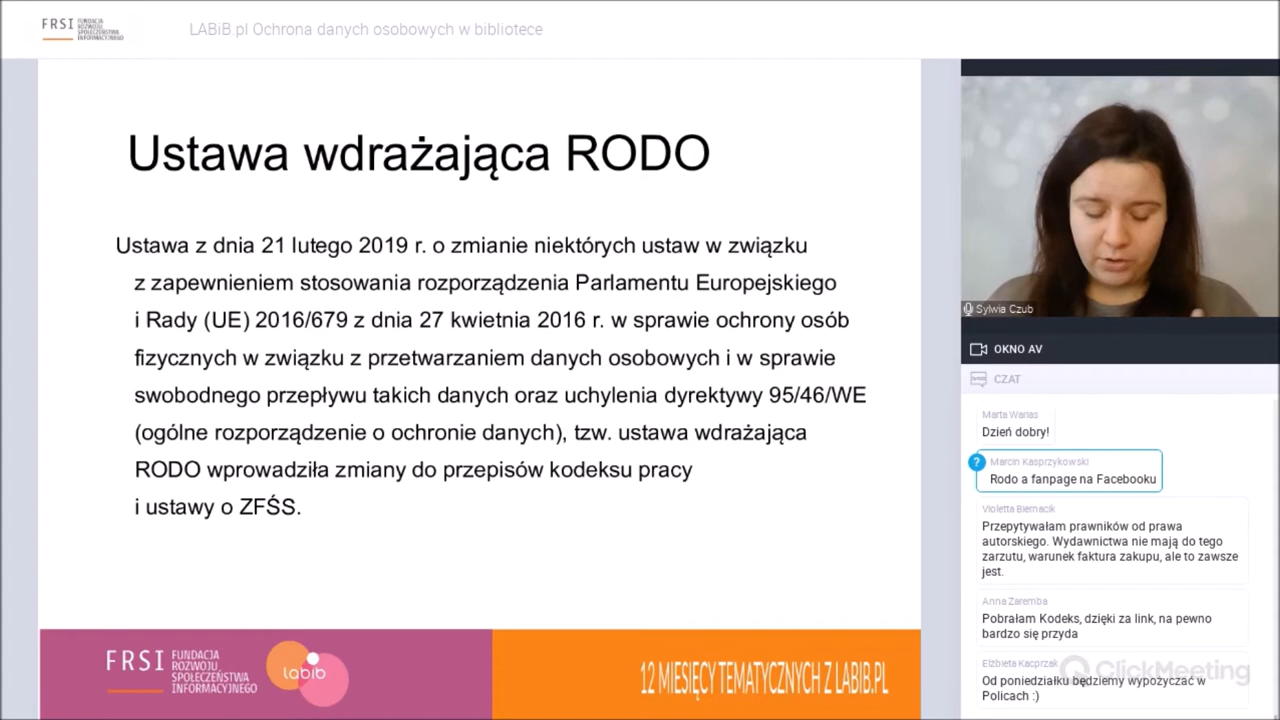 FRSI
FUNDACJA
ROZWOJU
SPOŁECZEŃSTWA
INFORMACYJNEGO
LABiB.pl Ochrona danych osobowych w bibliotece
Ustawa wdrażająca RODO
Ustawa z dnia 21 lutego 2019 r. o zmianie niektórych ustaw w związku
z zapewnieniem stosowania rozporządzenia Parlamentu Europejskiego
i Rady (UE) 2016/679 z dnia 27 kwietnia 2016 r. w sprawie ochrony osób
fizycznych w związku z przetwarzaniem danych osobowych i w sprawie
swobodnego przepływu takich danych oraz uchylenia dyrektywy 95/46/WE
(ogólne rozporządzenie o ochronie danych), tzw. ustawa wdrażająca
RODO wprowadziła zmiany do przepisów kodeksu pracy
i ustawy o ZFŚS.
FRSI
FUNDACJA
ROZWOJU
SPOŁECZEŃSTWA
INFORMACYJNEGO
labib
12 MIESIĘCY TEMATYCZNYCH Z LABIB.PL
Sylwia Czub
OKNO AV
CZAT
Marta Warias
Dzień dobry!
?
Marcin Kasprzykowski
Rodo a fanpage na Facebooku
Violetta Biernacik
Przepytywałam prawników od prawa
autorskiego. Wydawnictwa nie mają do tego
zarzutu, warunek faktura zakupu, ale to zawsze
jest.
Anna Zaremba
Pobrałam Kodeks, dzięki za link, na pewno
bardzo się przyda
Elżbieta Kacprzak
ClickMeeting
Od poniedziałku będziemy wypożyczać w
Policach :)